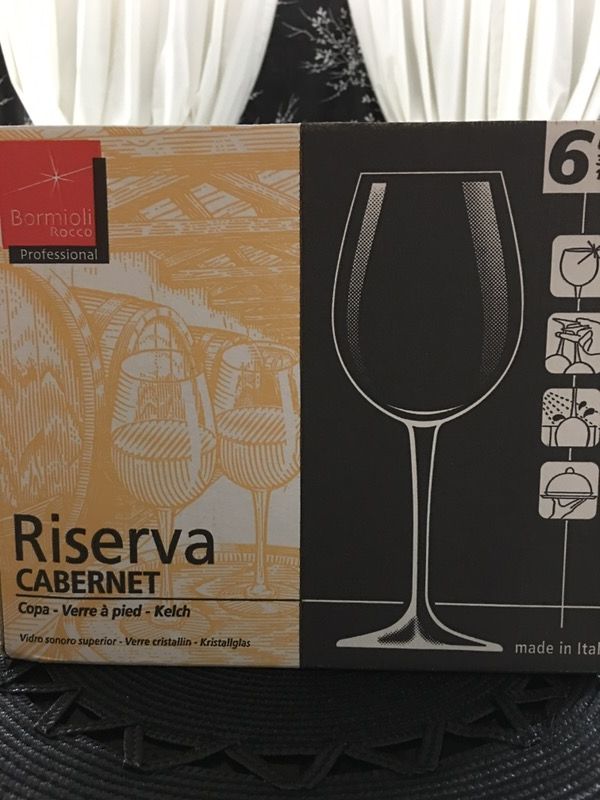 Bormioli
Rocco
Professional
6
Riserva
CABERNET
Copa - Verre à pied - Kelch
Vidro sonoro superior - Verre cristallin - Kristallglas
made in Ital